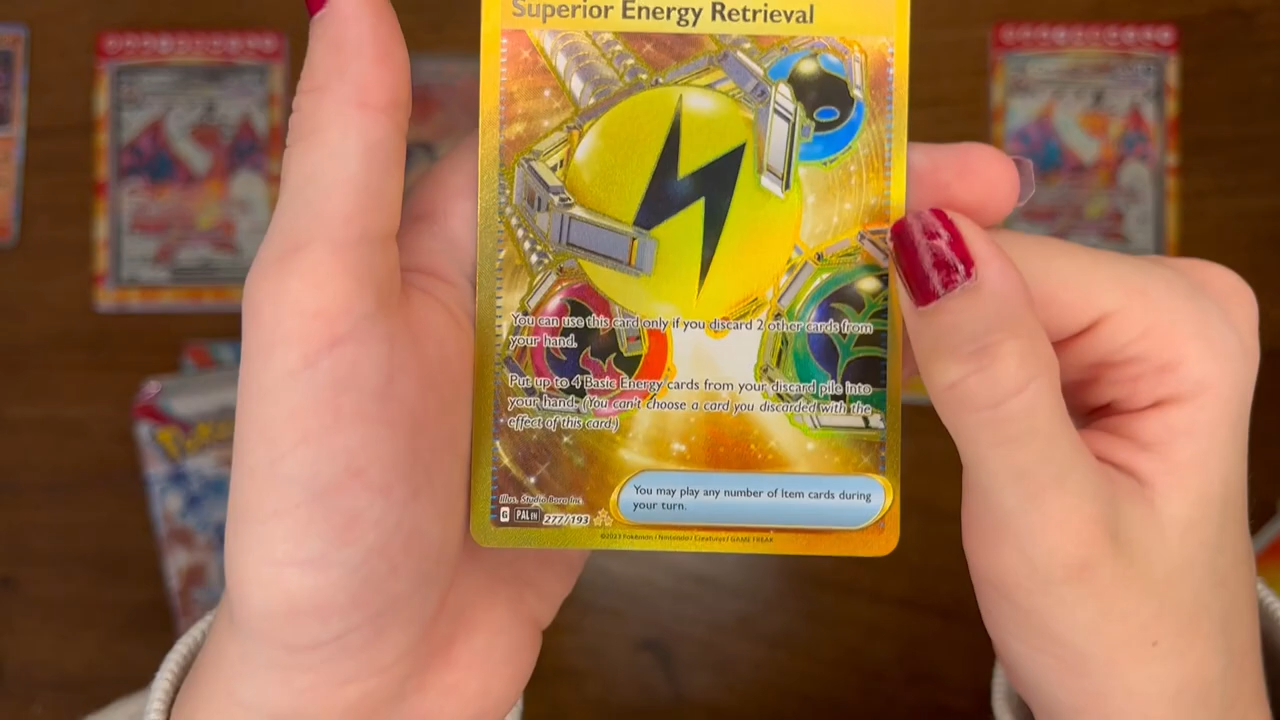 Superior Energy Retrieval
You can use this card only if you discard 2 other cards from
your hand.
Put up to 4 Basic Energy cards from your discard pile into
your hand. (You can't choose a card you discarded with the
effect of this card.)
You may play any number of Item cards during
your turn.
Illus. Studio Bora Inc.
G PAL EN 277/193
©2023 Pokémon / Nintendo / Creatures / GAME FREAK